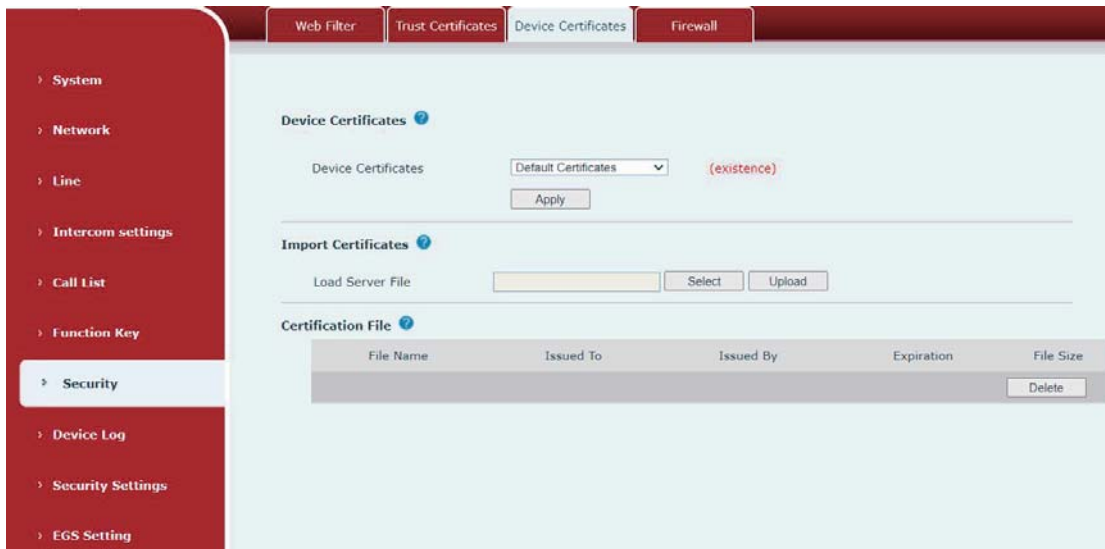 Web Filter
Trust Certificates
Device Certificates
Firewall
System
Network
Line
Intercom settings
Call List
Function Key
Security
Device Log
Security Settings
EGS Setting
Device Certificates ?
Device Certificates Default Certificates (existence)
Apply
Import Certificates ?
Load Server File Select Upload
Certification File ?
File Name Issued To Issued By Expiration File Size
Delete